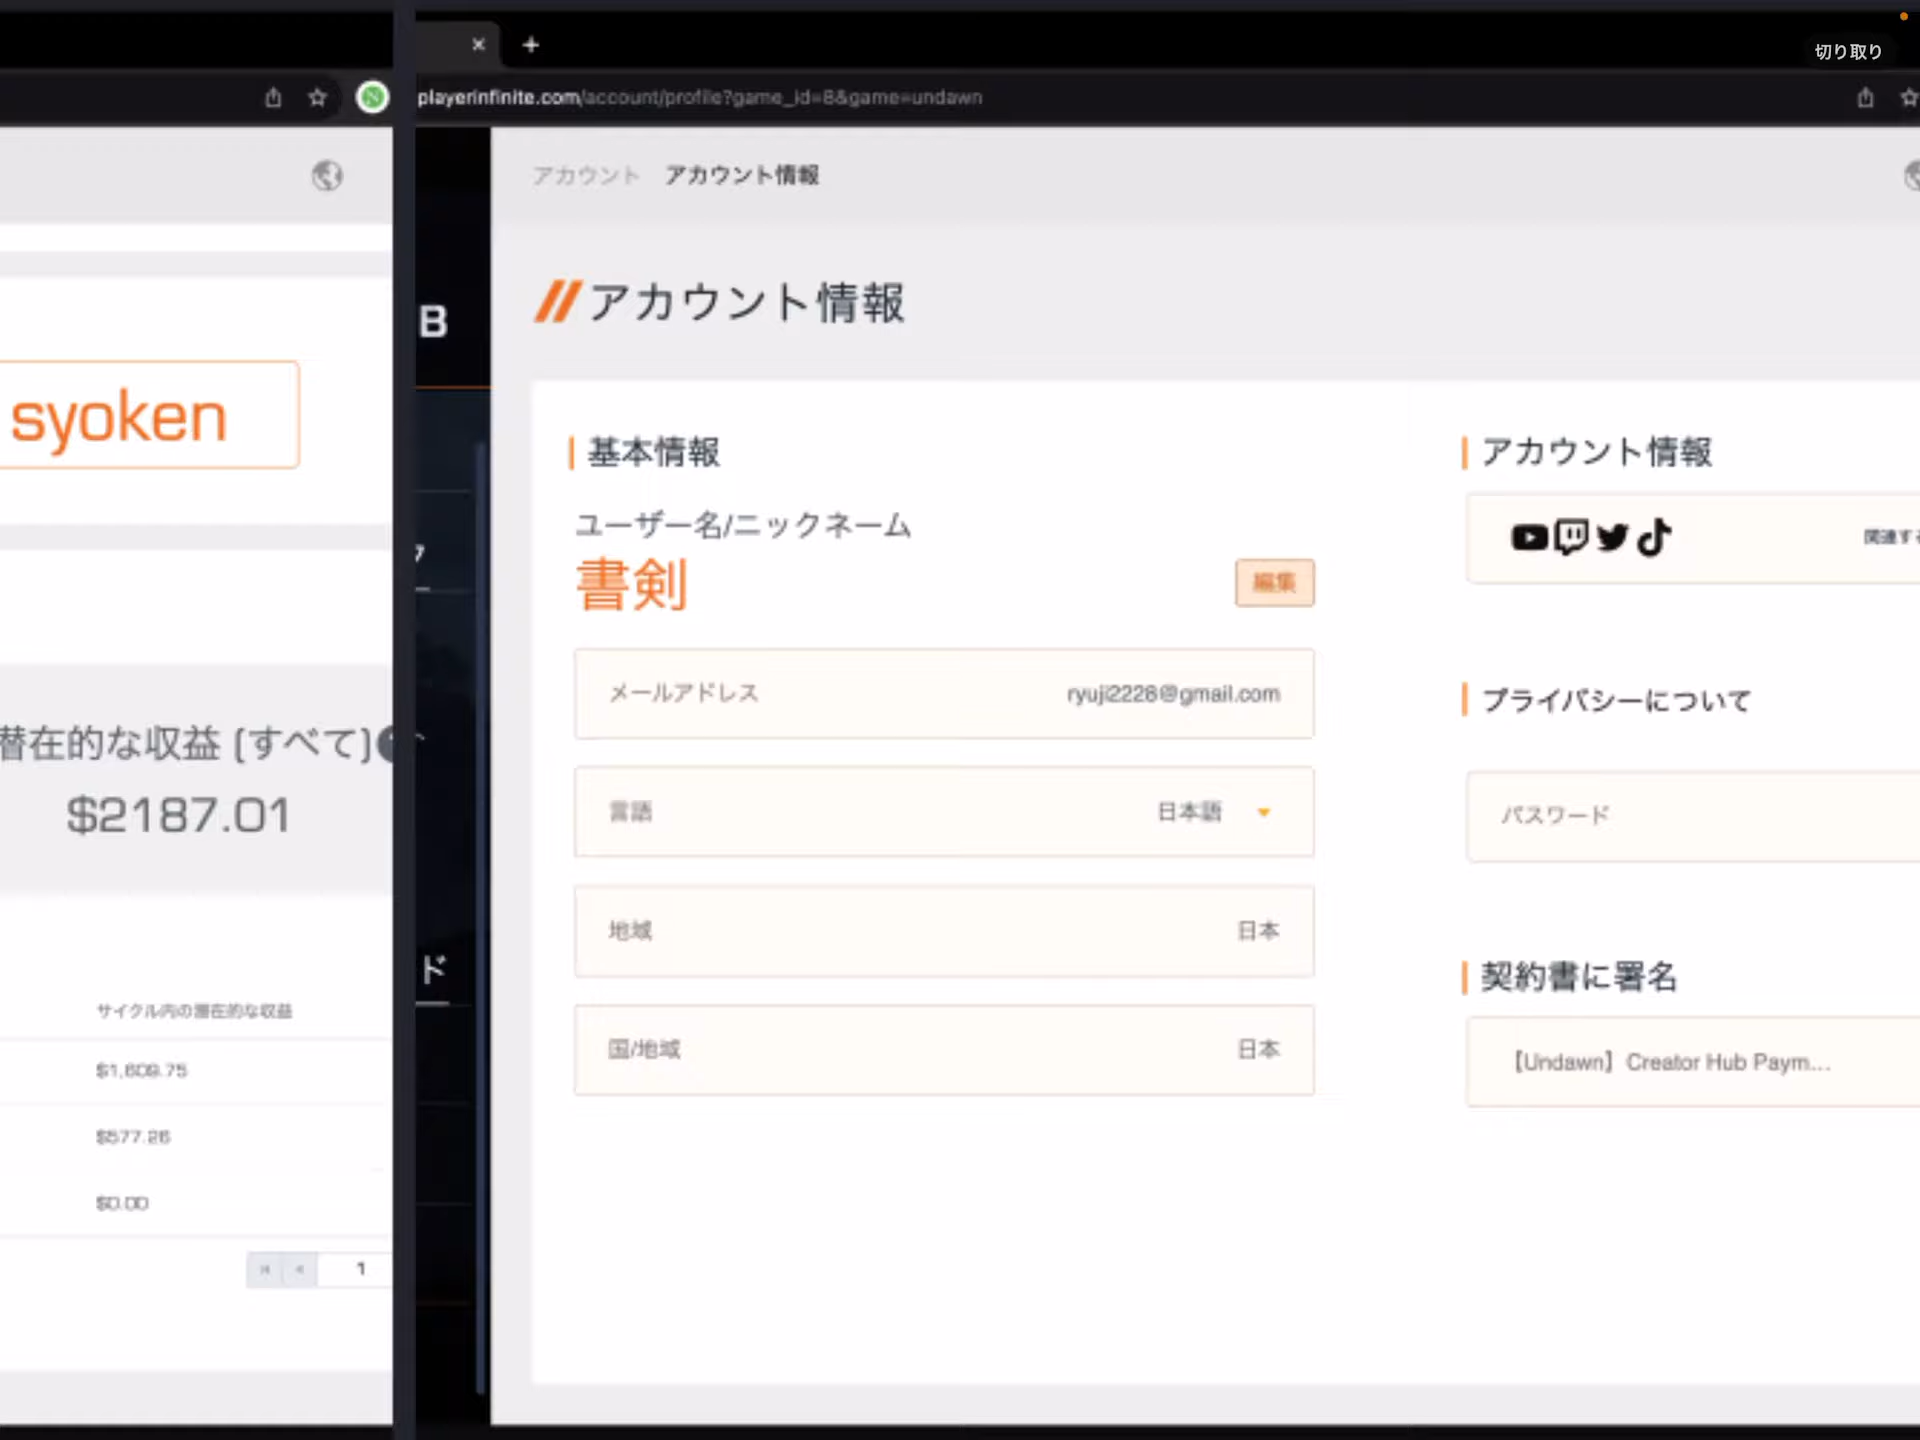 切り取り
syoken
潜在的な収益 (すべて)
$2187.01
サイクル内の潜在的な収益
$1,609.75
$577.26
$0.00
1
playerinfinite.com/account/profile?game_id=8&game=undawn
B
ド
アカウント アカウント情報
アカウント情報
基本情報
ユーザー名/ニックネーム
書剣
編集
メールアドレス ryuji2228@gmail.com
言語 日本語
地域 日本
国/地域 日本
アカウント情報
関連する
プライバシーについて
パスワード
契約書に署名
【Undawn】Creator Hub Paym...